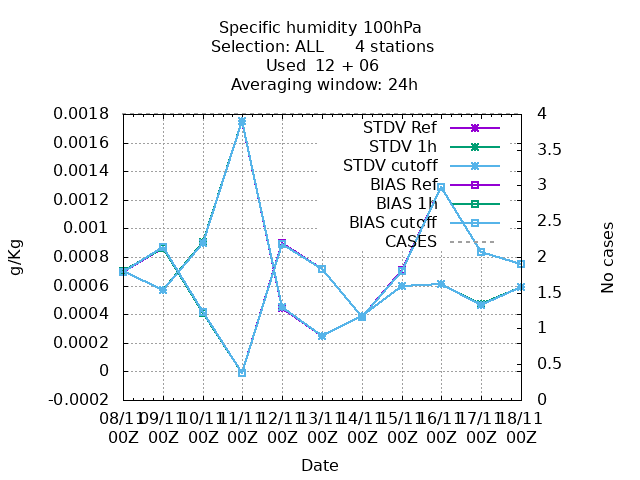 Specific humidity 100hPa
Selection: ALL 4 stations
Used 12 + 06
Averaging window: 24h
0.0018
0.0016
0.0014
0.0012
0.001
0.0008
0.0006
0.0004
0.0002
0
-0.0002
g/Kg
STDV Ref
STDV 1h
STDV cutoff
BIAS Ref
BIAS 1h
BIAS cutoff
CASES
4
3.5
3
2.5
2
1.5
1
0.5
0
No cases
08/11 09/11 10/11 11/11 12/11 13/11 14/11 15/11 16/11 17/11 18/11
00Z 00Z 00Z 00Z 00Z 00Z 00Z 00Z 00Z 00Z 00Z
Date